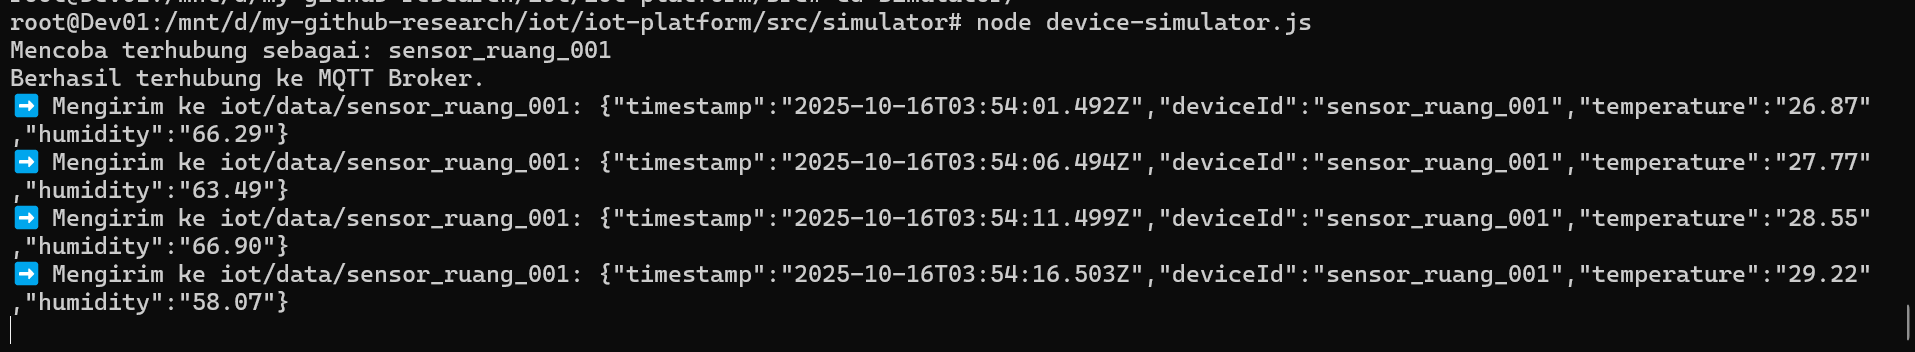 root@Dev01:/mnt/d/my-github-research/iot/iot-platform/src/simulator# node device-simulator.js
Mencoba terhubung sebagai: sensor_ruang_001
Berhasil terhubung ke MQTT Broker.
➡️ Mengirim ke iot/data/sensor_ruang_001: {"timestamp":"2025-10-16T03:54:01.492Z","deviceId":"sensor_ruang_001","temperature":"26.87"
,"humidity":"66.29"}
➡️ Mengirim ke iot/data/sensor_ruang_001: {"timestamp":"2025-10-16T03:54:06.494Z","deviceId":"sensor_ruang_001","temperature":"27.77"
,"humidity":"63.49"}
➡️ Mengirim ke iot/data/sensor_ruang_001: {"timestamp":"2025-10-16T03:54:11.499Z","deviceId":"sensor_ruang_001","temperature":"28.55"
,"humidity":"66.90"}
➡️ Mengirim ke iot/data/sensor_ruang_001: {"timestamp":"2025-10-16T03:54:16.503Z","deviceId":"sensor_ruang_001","temperature":"29.22"
,"humidity":"58.07"}